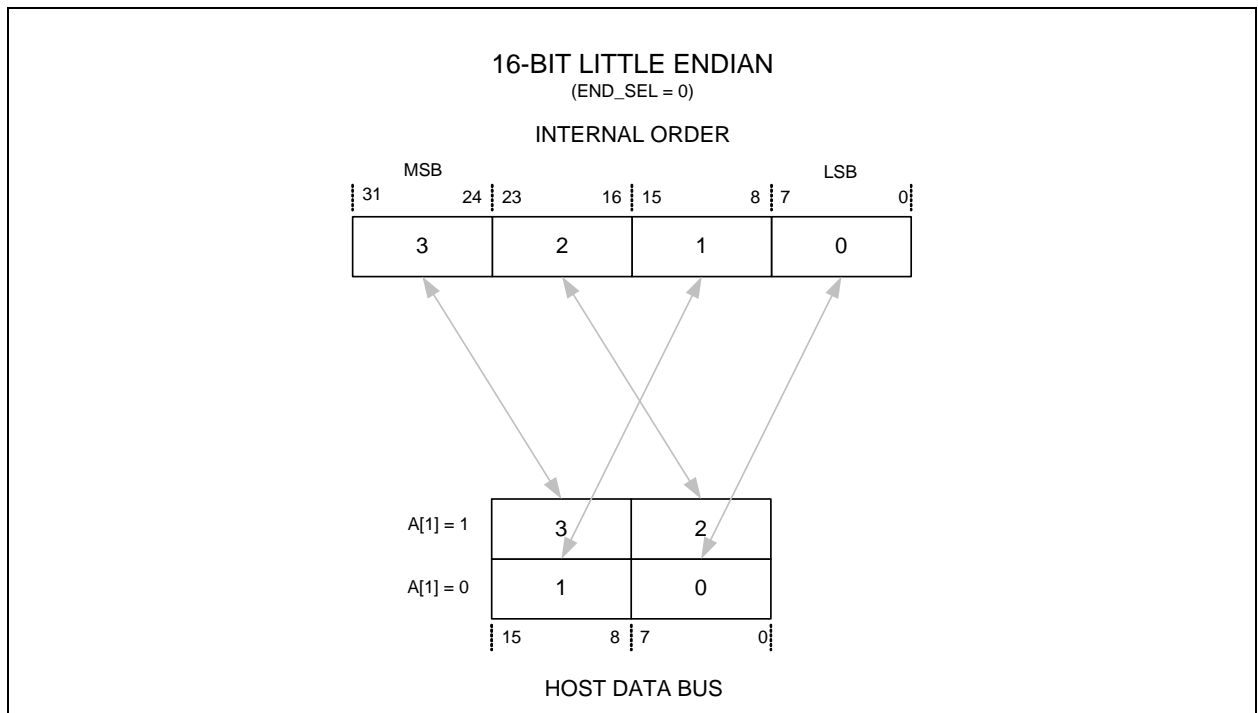 16-BIT LITTLE ENDIAN
(END_SEL = 0)
INTERNAL ORDER
MSB LSB
31 24 23 16 15 8 7 0
3 2 1 0
A[1] = 1 3 2
A[1] = 0 1 0
15 8 7 0
HOST DATA BUS